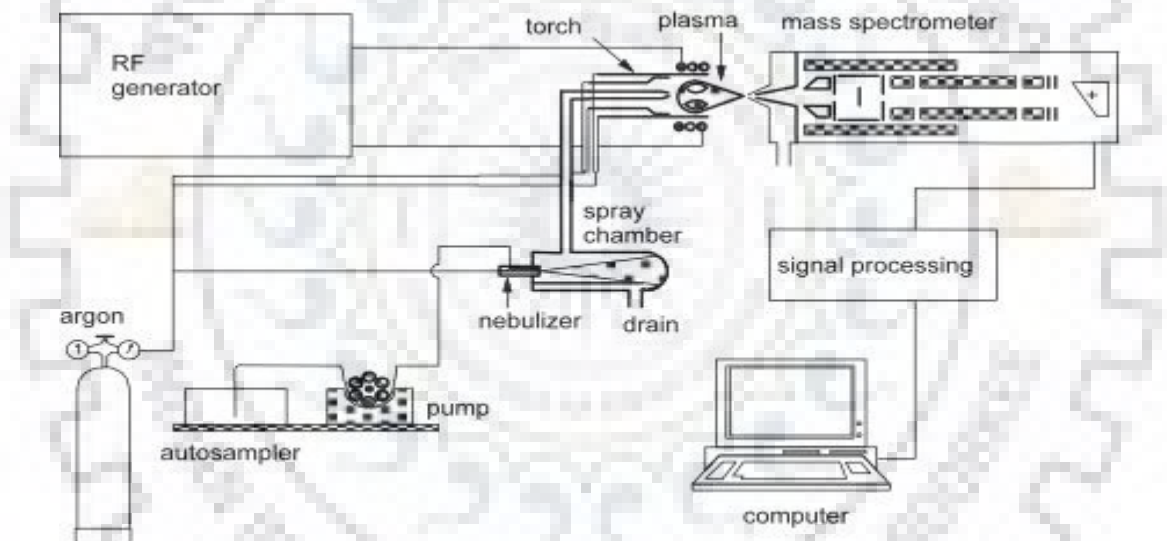 torch
plasma
mass spectrometer
RF
generator
+
spray
chamber
signal processing
argon
nebulizer
drain
pump
autosampler
computer